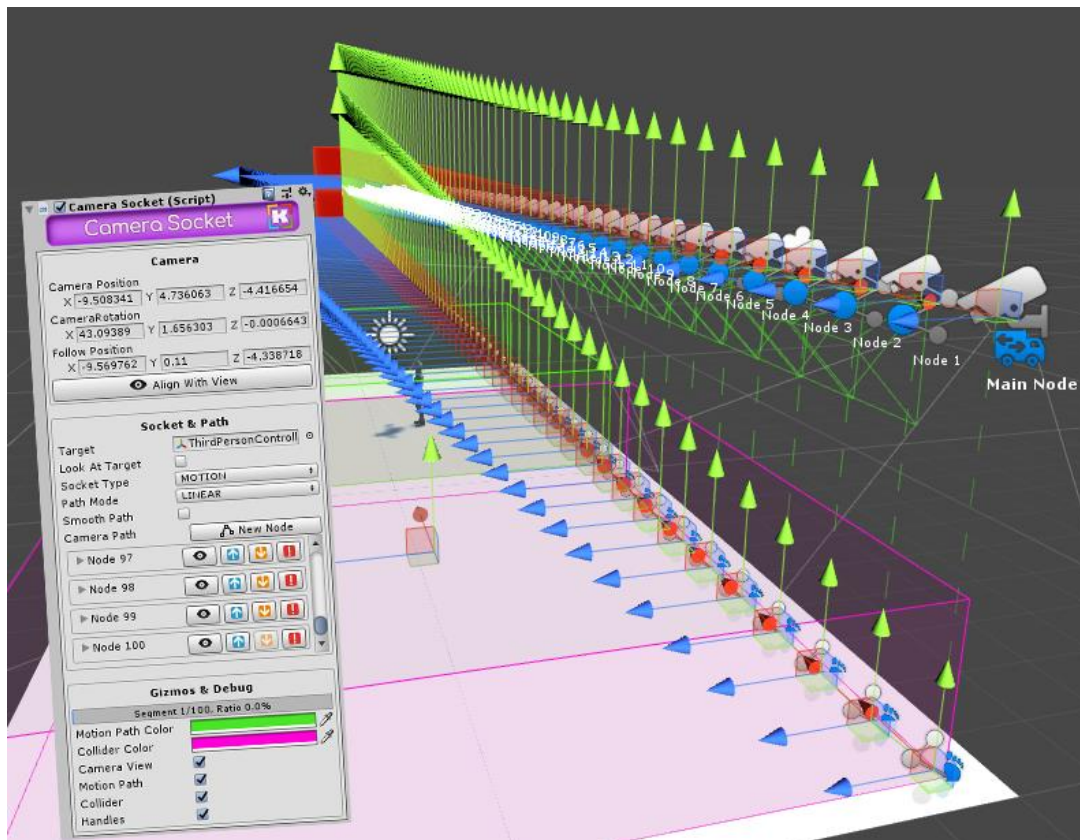 Camera Socket (Script)
Camera Socket
K
Camera
Camera Position
X -9.508341 Y 4.736063 Z -4.416654
CameraRotation
X 43.09389 Y 1.656303 Z -0.0006643
Follow Position
X -9.569762 Y 0.11 Z -4.338718
Align With View
Socket & Path
Target ThirdPersonControll
Look At Target
Socket Type MOTION
Path Mode LINEAR
Smooth Path
Camera Path New Node
Node 97
Node 98
Node 99
Node 100
Gizmos & Debug
Segment 1/100, Ratio 0.0%
Motion Path Color
Collider Color
Camera View
Motion Path
Collider
Handles
Node 7
Node 6
Node 5
Node 4
Node 3
Node 2
Node 1
Main Node